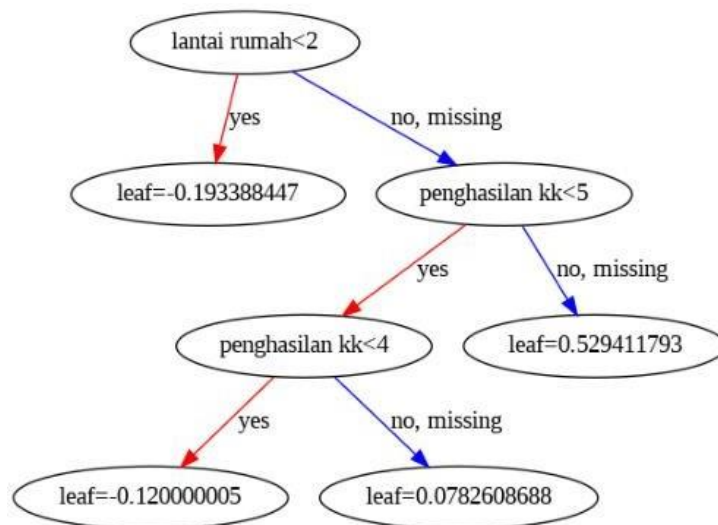 lantai rumah<2
yes
no, missing
leaf=-0.193388447
penghasilan kk<5
yes
no, missing
penghasilan kk<4
leaf=0.529411793
yes
no, missing
leaf=-0.120000005
leaf=0.0782608688